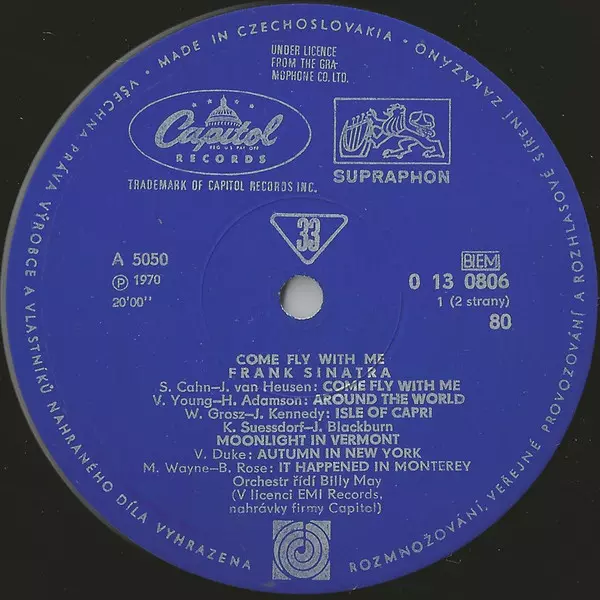 MADE IN CZECHOSLOVAKIA · VŠECHNA PRÁVA VÝROBCE A VLASTNÍKŮ NAHRANÉHO DÍLA VYHRAZENA
ROZMNOŽOVÁNÍ, VEŘEJNÉ PROVOZOVÁNÍ A ROZHLASOVÉ ŠÍŘENÍ ZAKÁZÁNO ·
UNDER LICENCE
FROM THE GRA-
MOPHONE CO. LTD.
Capitol
REG US PAT OFF
RECORDS
TRADEMARK OF CAPITOL RECORDS INC.
SUPRAPHON
33
A 5050
Ⓟ 1970
20'00''
BIEM
0 13 0806
1 (2 strany)
80
COME FLY WITH ME
FRANK SINATRA
S. Cahn–J. van Heusen: COME FLY WITH ME
V. Young–H. Adamson: AROUND THE WORLD
W. Grosz–J. Kennedy: ISLE OF CAPRI
K. Suessdorf–J. Blackburn
MOONLIGHT IN VERMONT
V. Duke: AUTUMN IN NEW YORK
M. Wayne–B. Rose: IT HAPPENED IN MONTEREY
Orchestr řídí Billy May
(V licenci EMI Records,
nahrávky firmy Capitol)